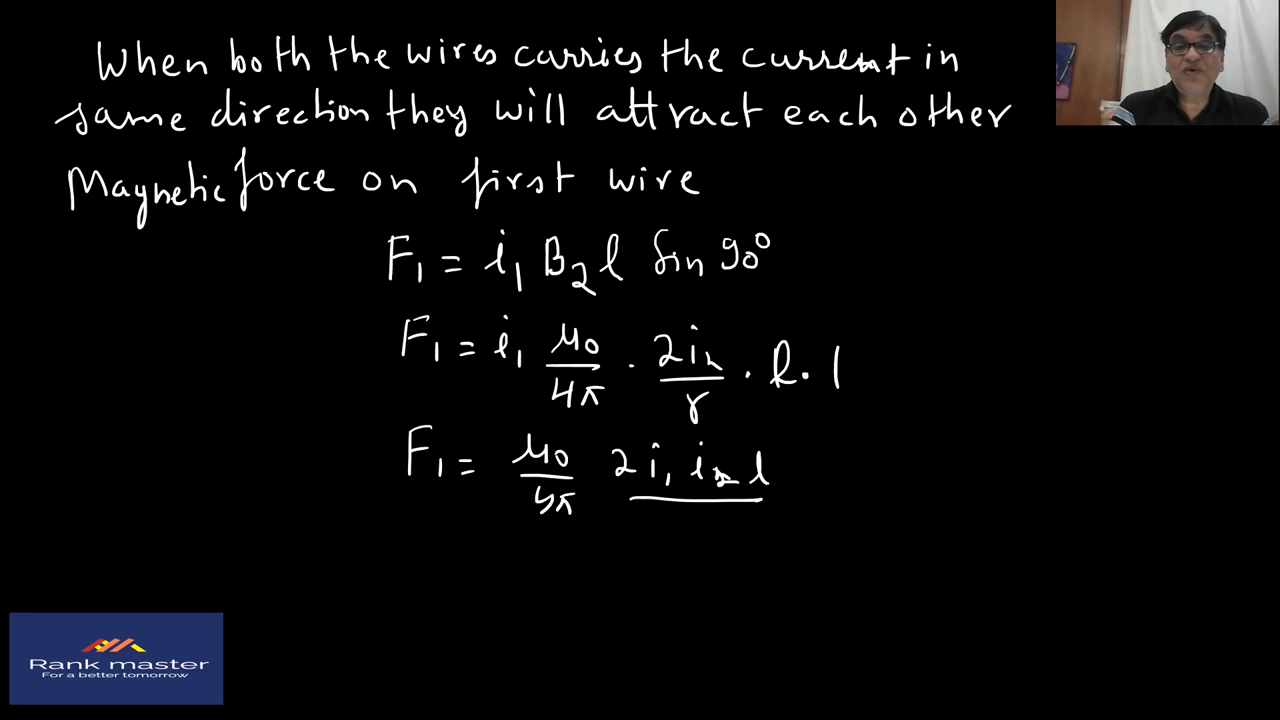 When both the wires carries the current in
same direction they will attract each other
Magnetic force on first wire
F₁ = i₁ B₂ l Sin 90°
F₁ = i₁ μ₀/4π · 2i₂/r · l · 1
F₁ = μ₀/4π 2 i₁ i₂ l
Rank master
For a better tomorrow